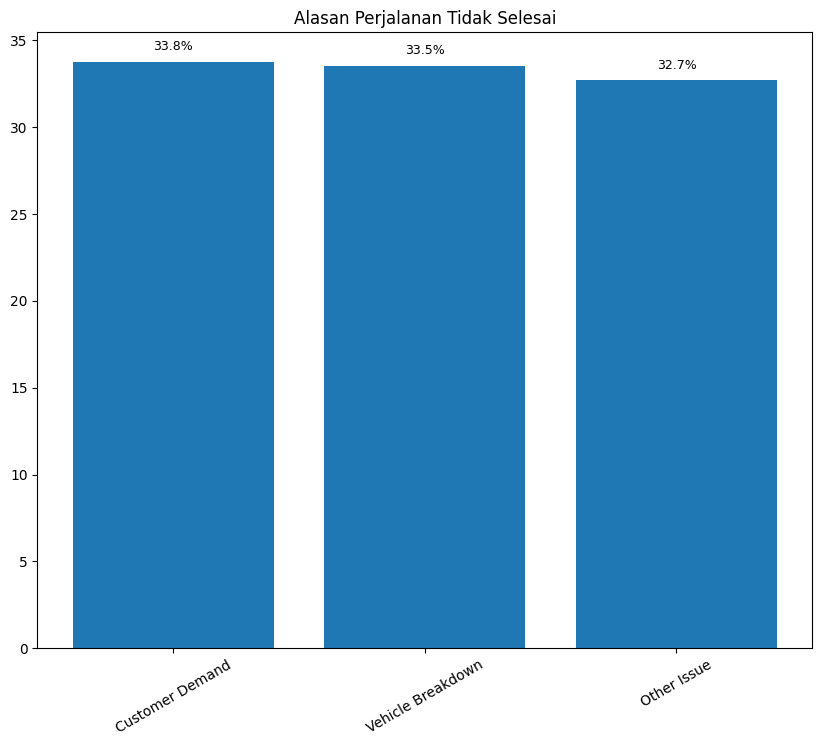 Alasan Perjalanan Tidak Selesai
33.8%
33.5%
32.7%
35
30
25
20
15
10
5
0
Customer Demand
Vehicle Breakdown
Other Issue